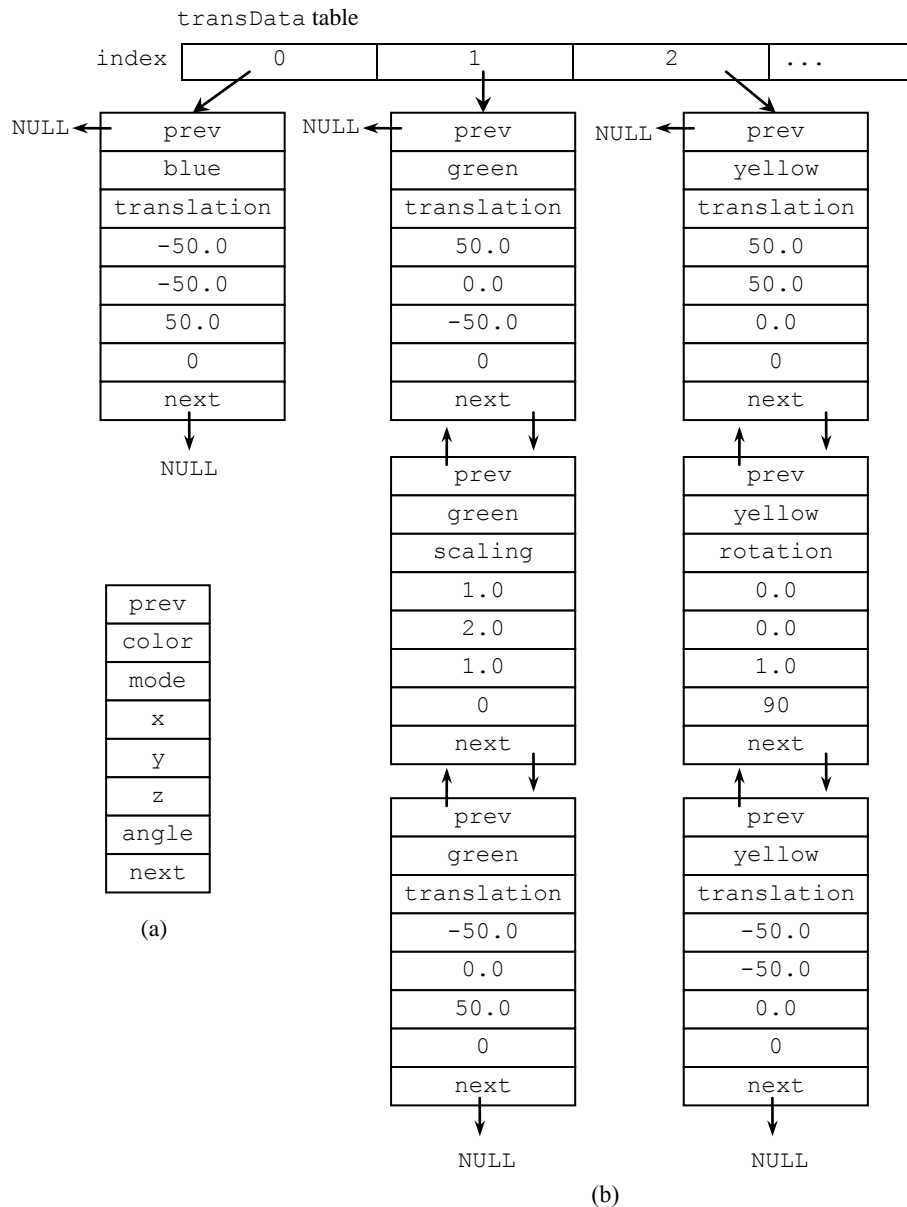 transData table
index 0 1 2 ...
NULL prev NULL prev NULL prev
blue green yellow
translation translation translation
-50.0 50.0 50.0
-50.0 0.0 50.0
50.0 -50.0 0.0
0 0 0
next next next
NULL
prev prev
green yellow
scaling rotation
1.0 0.0
2.0 0.0
1.0 1.0
0 90
next next
prev prev
green yellow
translation translation
-50.0 -50.0
0.0 -50.0
50.0 0.0
0 0
next next
NULL NULL
(b)
prev
color
mode
x
y
z
angle
next
(a)